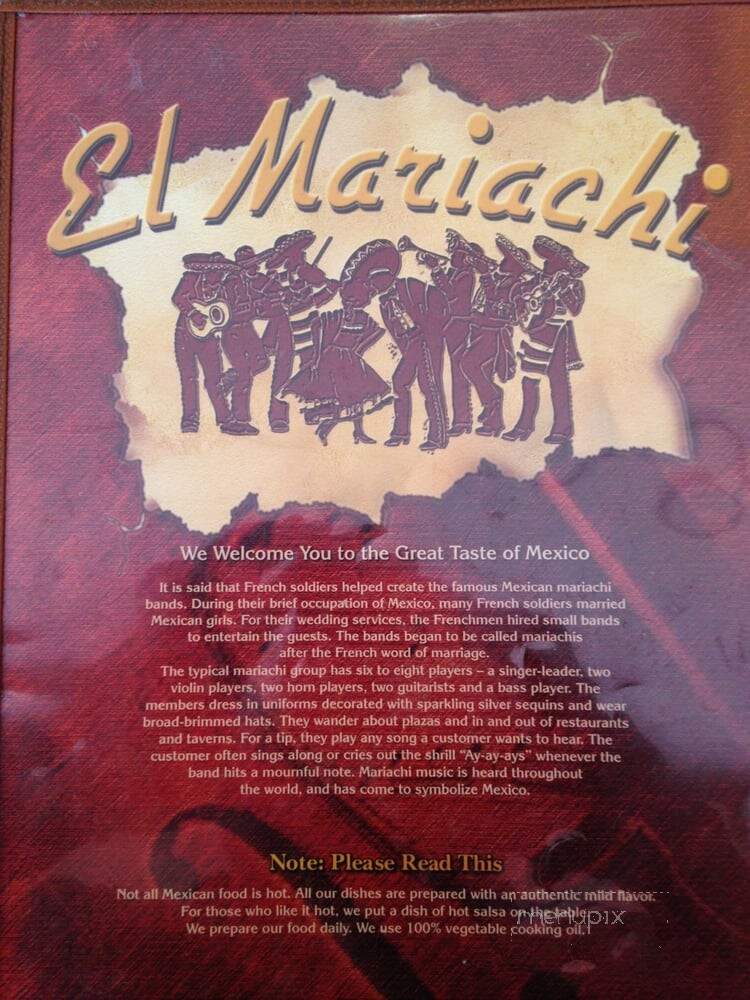 El Mariachi
We Welcome You to the Great Taste of Mexico
It is said that French soldiers helped create the famous Mexican mariachi
bands. During their brief occupation of Mexico, many French soldiers married
Mexican girls. For their wedding services, the Frenchmen hired small bands
to entertain the guests. The bands began to be called mariachis
after the French word of marriage.
The typical mariachi group has six to eight players – a singer-leader, two
violin players, two horn players, two guitarists and a bass player. The
members dress in uniforms decorated with sparkling silver sequins and wear
broad-brimmed hats. They wander about plazas and in and out of restaurants
and taverns. For a tip, they play any song a customer wants to hear. The
customer often sings along or cries out the shrill “Ay-ay-ays” whenever the
band hits a mournful note. Mariachi music is heard throughout
the world, and has come to symbolize Mexico.
Note: Please Read This
Not all Mexican food is hot. All our dishes are prepared with an authentic mild flavor.
For those who like it hot, we put a dish of hot salsa on the table.
We prepare our food daily. We use 100% vegetable cooking oil.
menupix